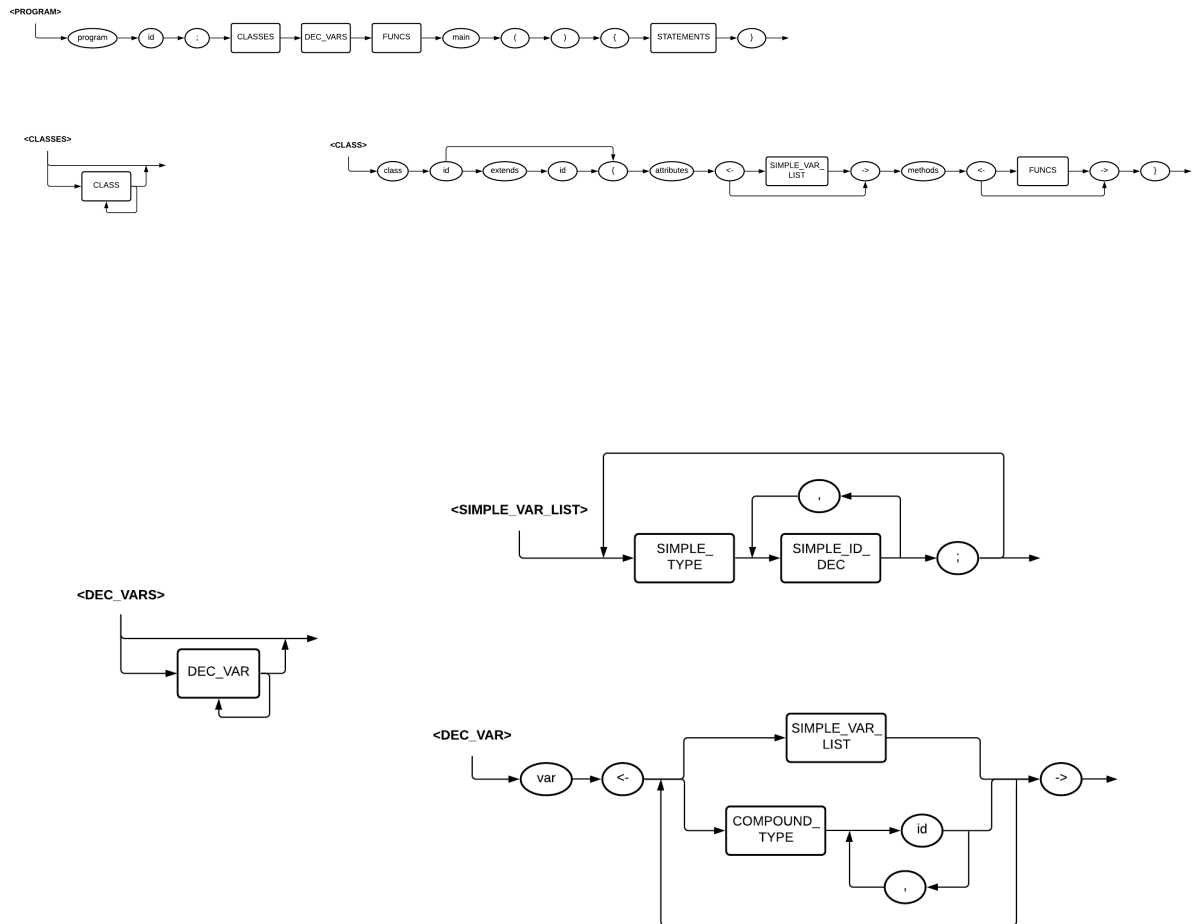 <PROGRAM>
program id ; CLASSES DEC_VARS FUNCS main ( ) { STATEMENTS }
<CLASSES>
CLASS
<CLASS>
class id extends id { attributes <- SIMPLE_VAR_ -> methods <- FUNCS -> }
LIST
<SIMPLE_VAR_LIST>
,
SIMPLE_ SIMPLE_ID_
TYPE DEC
;
<DEC_VARS>
DEC_VAR
<DEC_VAR>
SIMPLE_VAR_
LIST
var <- ->
COMPOUND_
TYPE
id
,